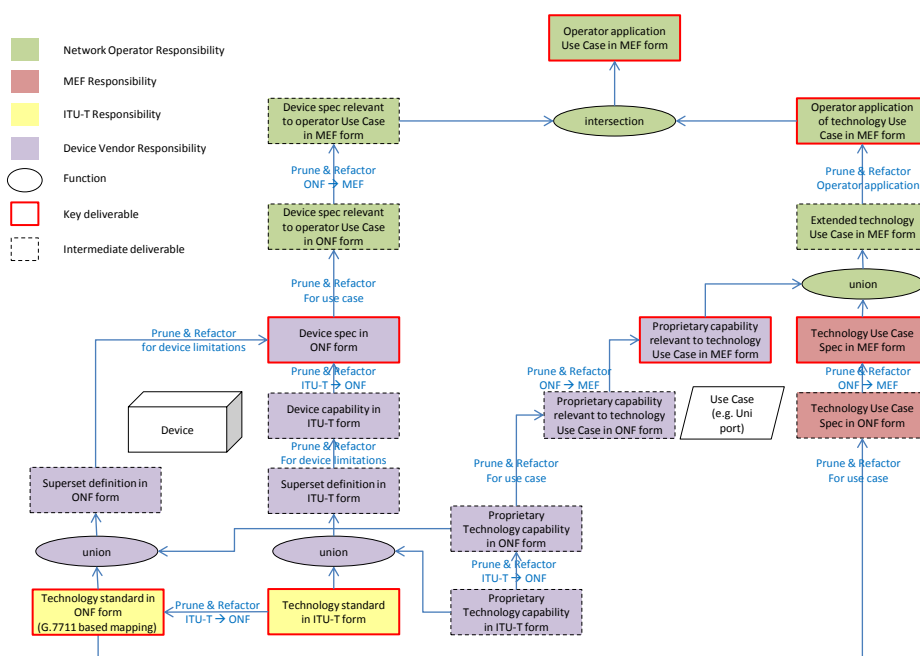 Operator application
Use Case in MEF form
Network Operator Responsibility
MEF Responsibility
ITU-T Responsibility
Device Vendor Responsibility
Function
Key deliverable
Intermediate deliverable
Device spec relevant
to operator Use Case
in MEF form
intersection
Operator application
of technology Use
Case in MEF form
Prune & Refactor
ONF → MEF
Prune & Refactor
Operator application
Device spec relevant
to operator Use Case
in ONF form
Extended technology
Use Case in MEF form
Prune & Refactor
For use case
union
Prune & Refactor
for device limitations
Device spec in
ONF form
Proprietary capability
relevant to technology
Use Case in MEF form
Technology Use Case
Spec in MEF form
Prune & Refactor
ITU-T → ONF
Prune & Refactor
ONF → MEF
Prune & Refactor
ONF → MEF
Device
Device capability in
ITU-T form
Proprietary capability
relevant to technology
Use Case in ONF form
Use Case
(e.g. Uni
port)
Technology Use Case
Spec in ONF form
Prune & Refactor
For device limitations
Prune & Refactor
For use case
Prune & Refactor
For use case
Superset definition in
ONF form
Superset definition in
ITU-T form
Proprietary
Technology capability
in ONF form
union
union
Prune & Refactor
ITU-T → ONF
Technology standard in
ONF form
(G.7711 based mapping)
Prune & Refactor
ITU-T → ONF
Technology standard
in ITU-T form
Proprietary
Technology capability
in ITU-T form